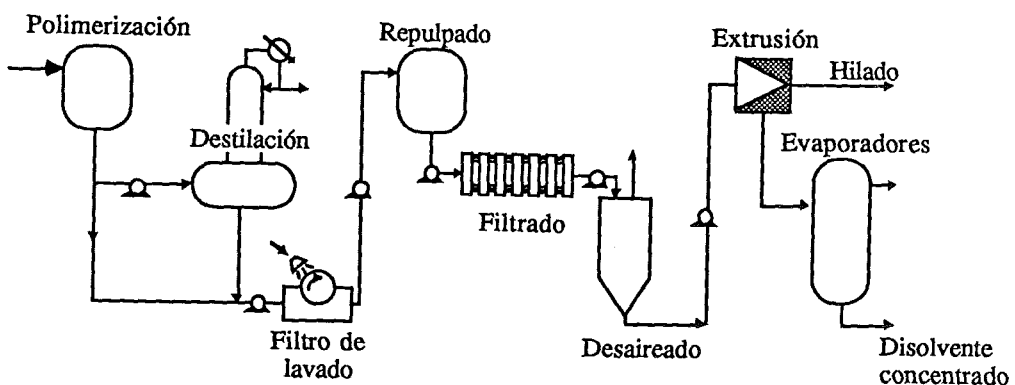 Polimerización
Repulpado
Extrusión
Hilado
Destilación
Evaporadores
Filtrado
Filtro de
lavado
Desaireado
Disolvente
concentrado